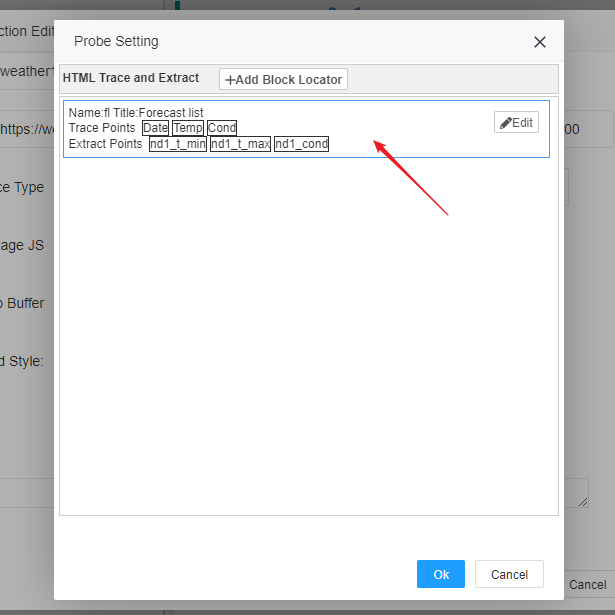 ction Edit
Probe Setting
weather1
HTML Trace and Extract
+Add Block Locator
Name:fl Title:Forecast list
Trace Points Date Temp Cond
Edit
Extract Points nd1_t_min nd1_t_max nd1_cond
https://we
00
ce Type
age JS
Buffer
d Style:
Ok
Cancel
Cancel